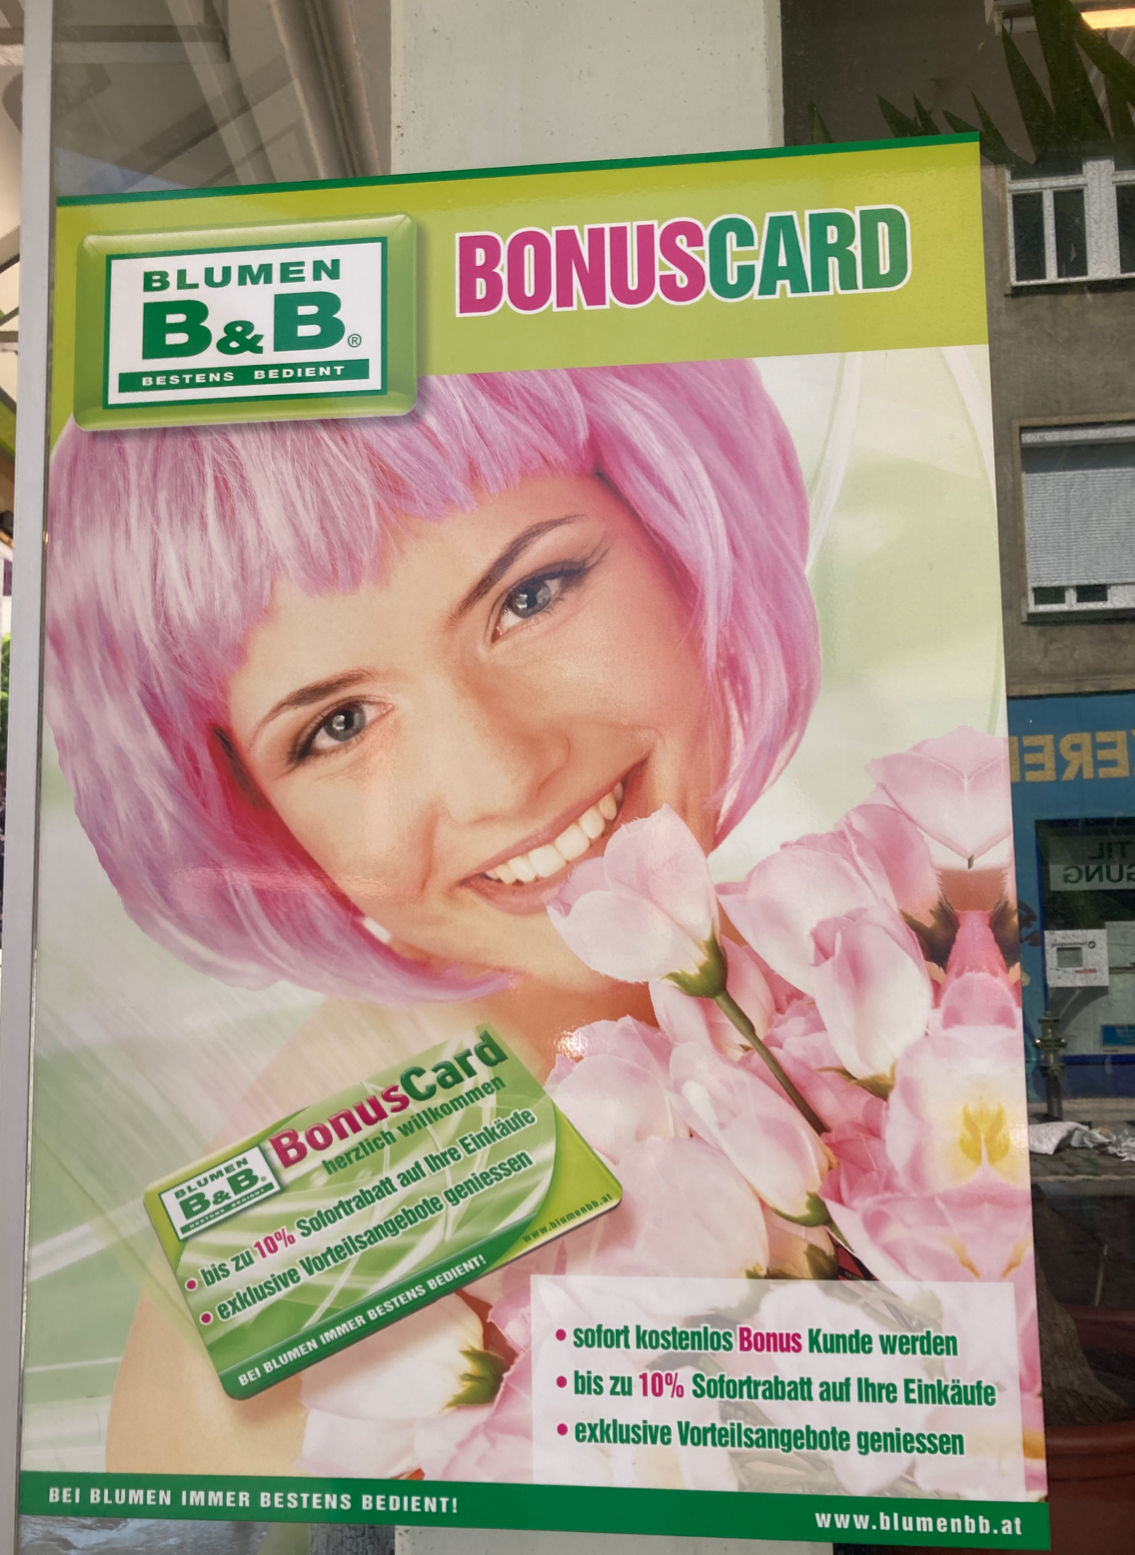 BLUMEN
B&B®
BESTENS BEDIENT
BONUSCARD
BLUMEN
B&B®
BESTENS BEDIENT
BonusCard
herzlich willkommen
• bis zu 10% Sofortrabatt auf Ihre Einkäufe
• exklusive Vorteilsangebote geniessen
www.blumenbb.at
BEI BLUMEN IMMER BESTENS BEDIENT!
• sofort kostenlos Bonus Kunde werden
• bis zu 10% Sofortrabatt auf Ihre Einkäufe
• exklusive Vorteilsangebote geniessen
BEI BLUMEN IMMER BESTENS BEDIENT!
www.blumenbb.at